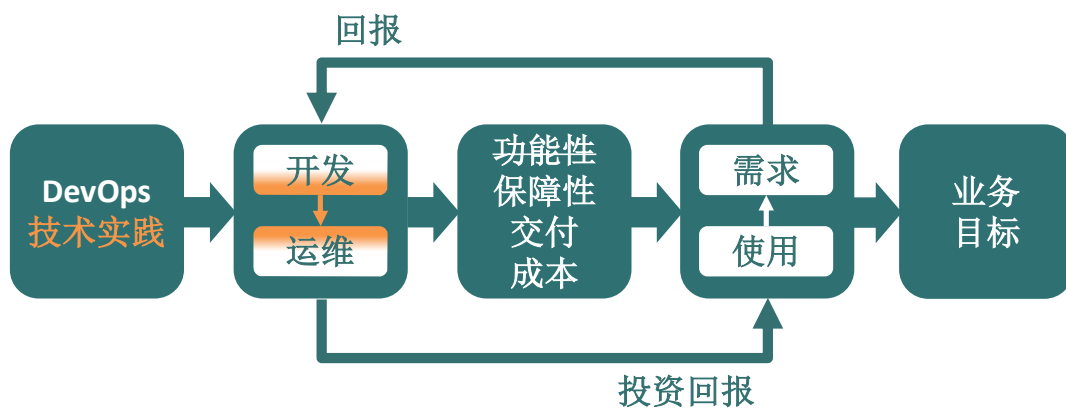 回报
DevOps
技术实践
开发
运维
功能性
保障性
交付
成本
需求
使用
业务
目标
投资回报